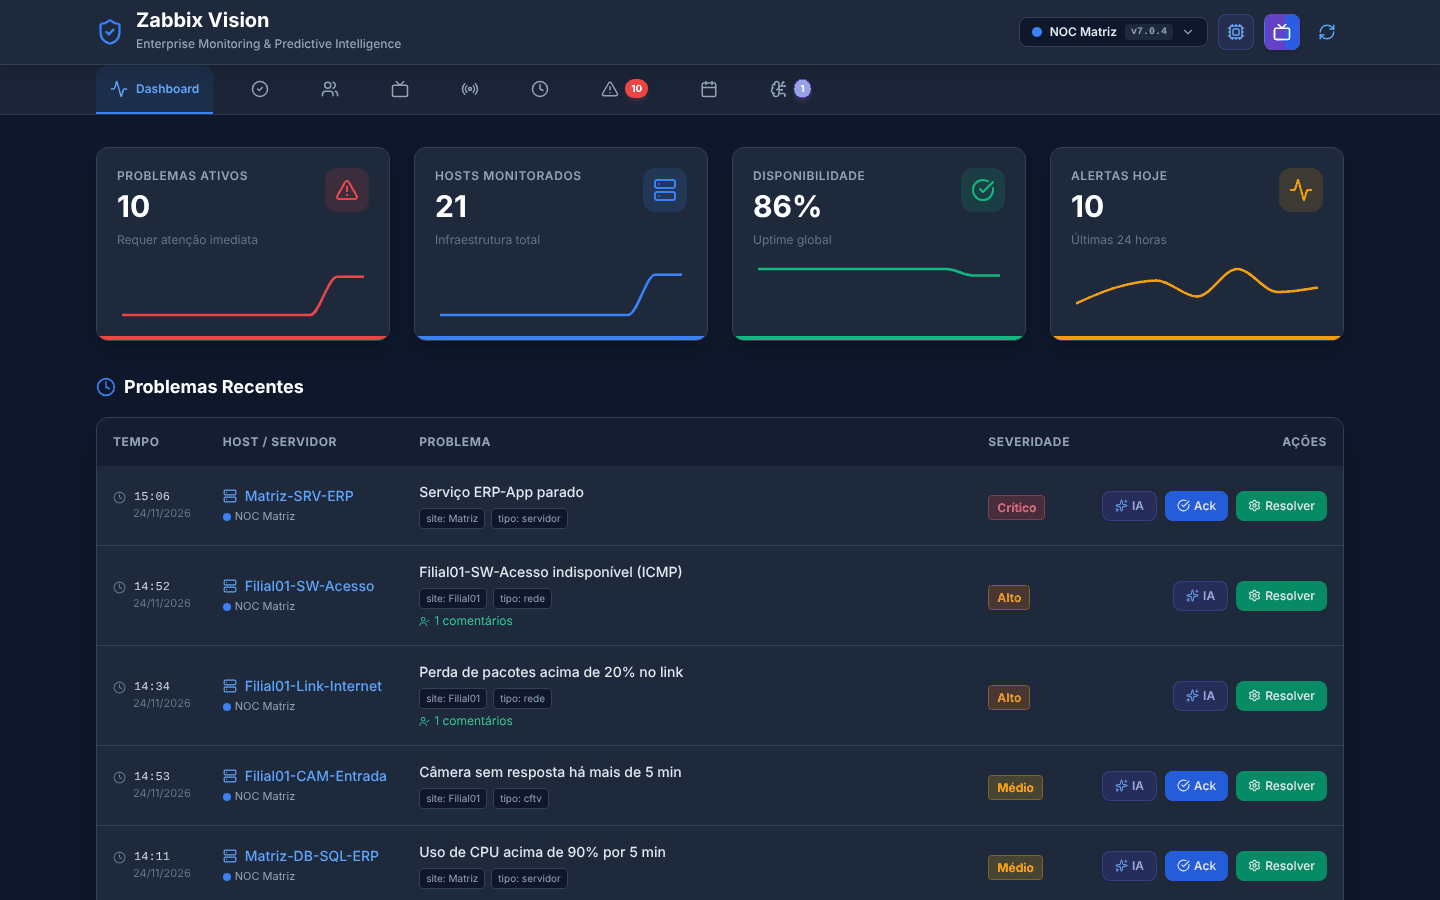 Zabbix Vision
Enterprise Monitoring & Predictive Intelligence
NOC Matriz v7.0.4
Dashboard
10
1
PROBLEMAS ATIVOS
10
Requer atenção imediata
HOSTS MONITORADOS
21
Infraestrutura total
DISPONIBILIDADE
86%
Uptime global
ALERTAS HOJE
10
Últimas 24 horas
Problemas Recentes
TEMPO HOST / SERVIDOR PROBLEMA SEVERIDADE AÇÕES
15:06
24/11/2026
Matriz-SRV-ERP
NOC Matriz
Serviço ERP-App parado
site: Matriz tipo: servidor
Crítico
IA Ack Resolver
14:52
24/11/2026
Filial01-SW-Acesso
NOC Matriz
Filial01-SW-Acesso indisponível (ICMP)
site: Filial01 tipo: rede
1 comentários
Alto
IA Resolver
14:34
24/11/2026
Filial01-Link-Internet
NOC Matriz
Perda de pacotes acima de 20% no link
site: Filial01 tipo: rede
1 comentários
Alto
IA Resolver
14:53
24/11/2026
Filial01-CAM-Entrada
NOC Matriz
Câmera sem resposta há mais de 5 min
site: Filial01 tipo: cftv
Médio
IA Ack Resolver
14:11
24/11/2026
Matriz-DB-SQL-ERP
NOC Matriz
Uso de CPU acima de 90% por 5 min
site: Matriz tipo: servidor
Médio
IA Ack Resolver